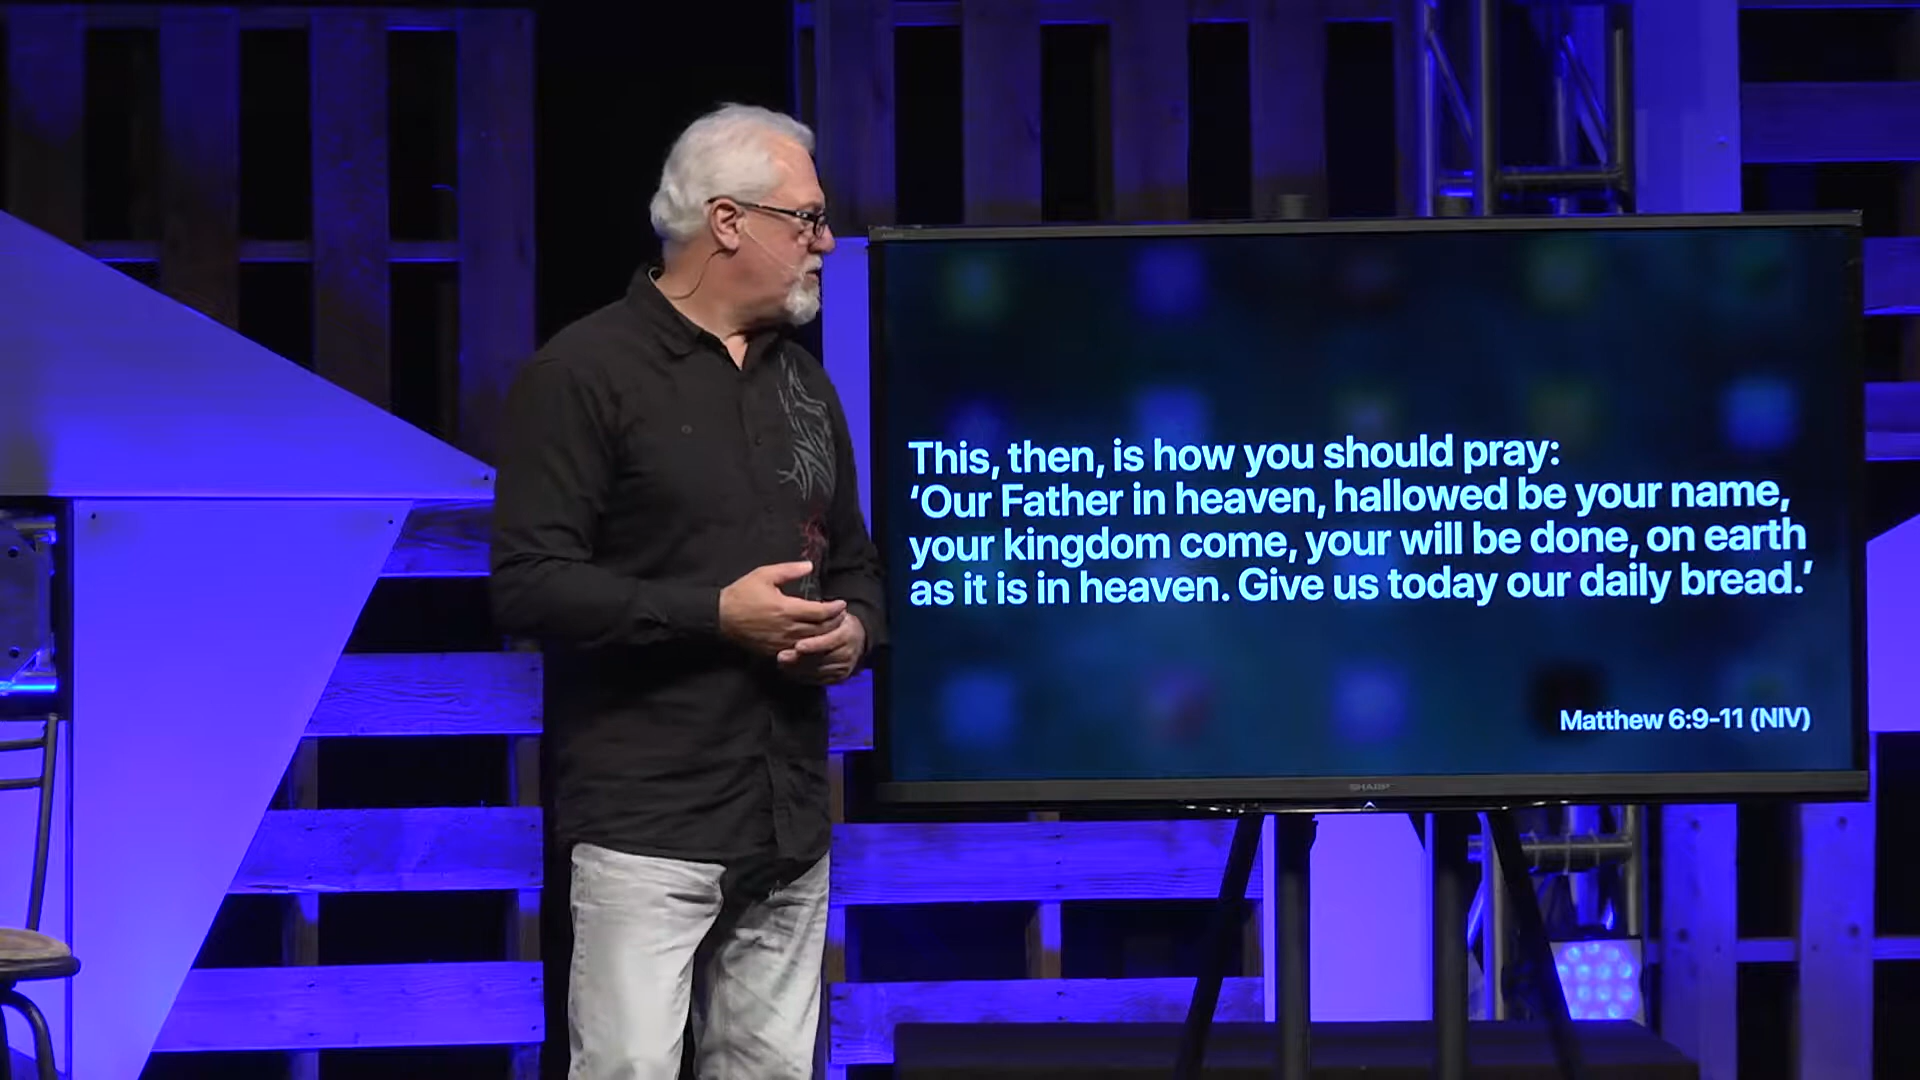 This, then, is how you should pray:
‘Our Father in heaven, hallowed be your name,
your kingdom come, your will be done, on earth
as it is in heaven. Give us today our daily bread.’
Matthew 6:9-11 (NIV)
SHARP